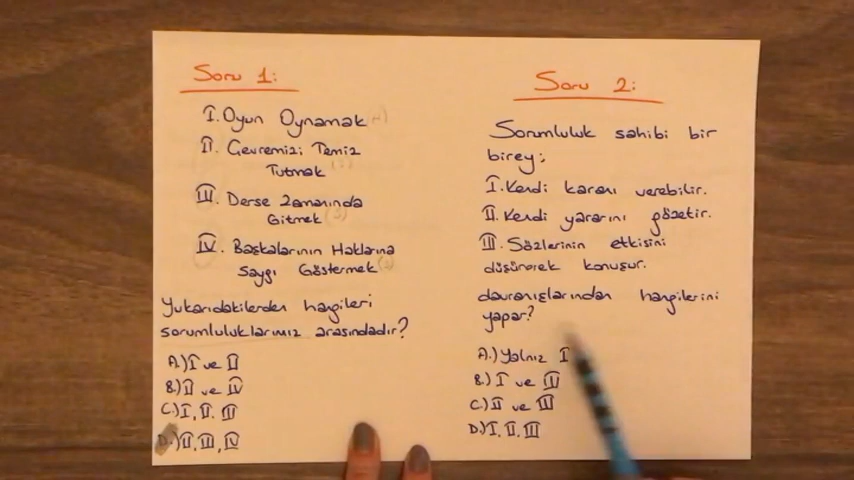 Soru 1:
I. Oyun Oynamak
II. Çevremizi Temiz
Tutmak
III. Derse Zamanında
Gitmek (3)
IV. Başkalarının Haklarına
Saygı Göstermek
Yukarıdakilerden hangileri
sorumluluklarımız arasındadır?
A.) I ve II
B.) II ve IV
C.) I, II. III
D.) II, III, IV
Soru 2:
Sorumluluk sahibi bir
birey;
I. Kendi kararı verebilir.
II. Kendi yararını gözetir.
III. Sözlerinin etkisini
düşünerek konuşur.
davranışlarından hangilerini
yapar?
A.) Yalnız I
B.) I ve III
C.) II ve III
D.) I. II. III